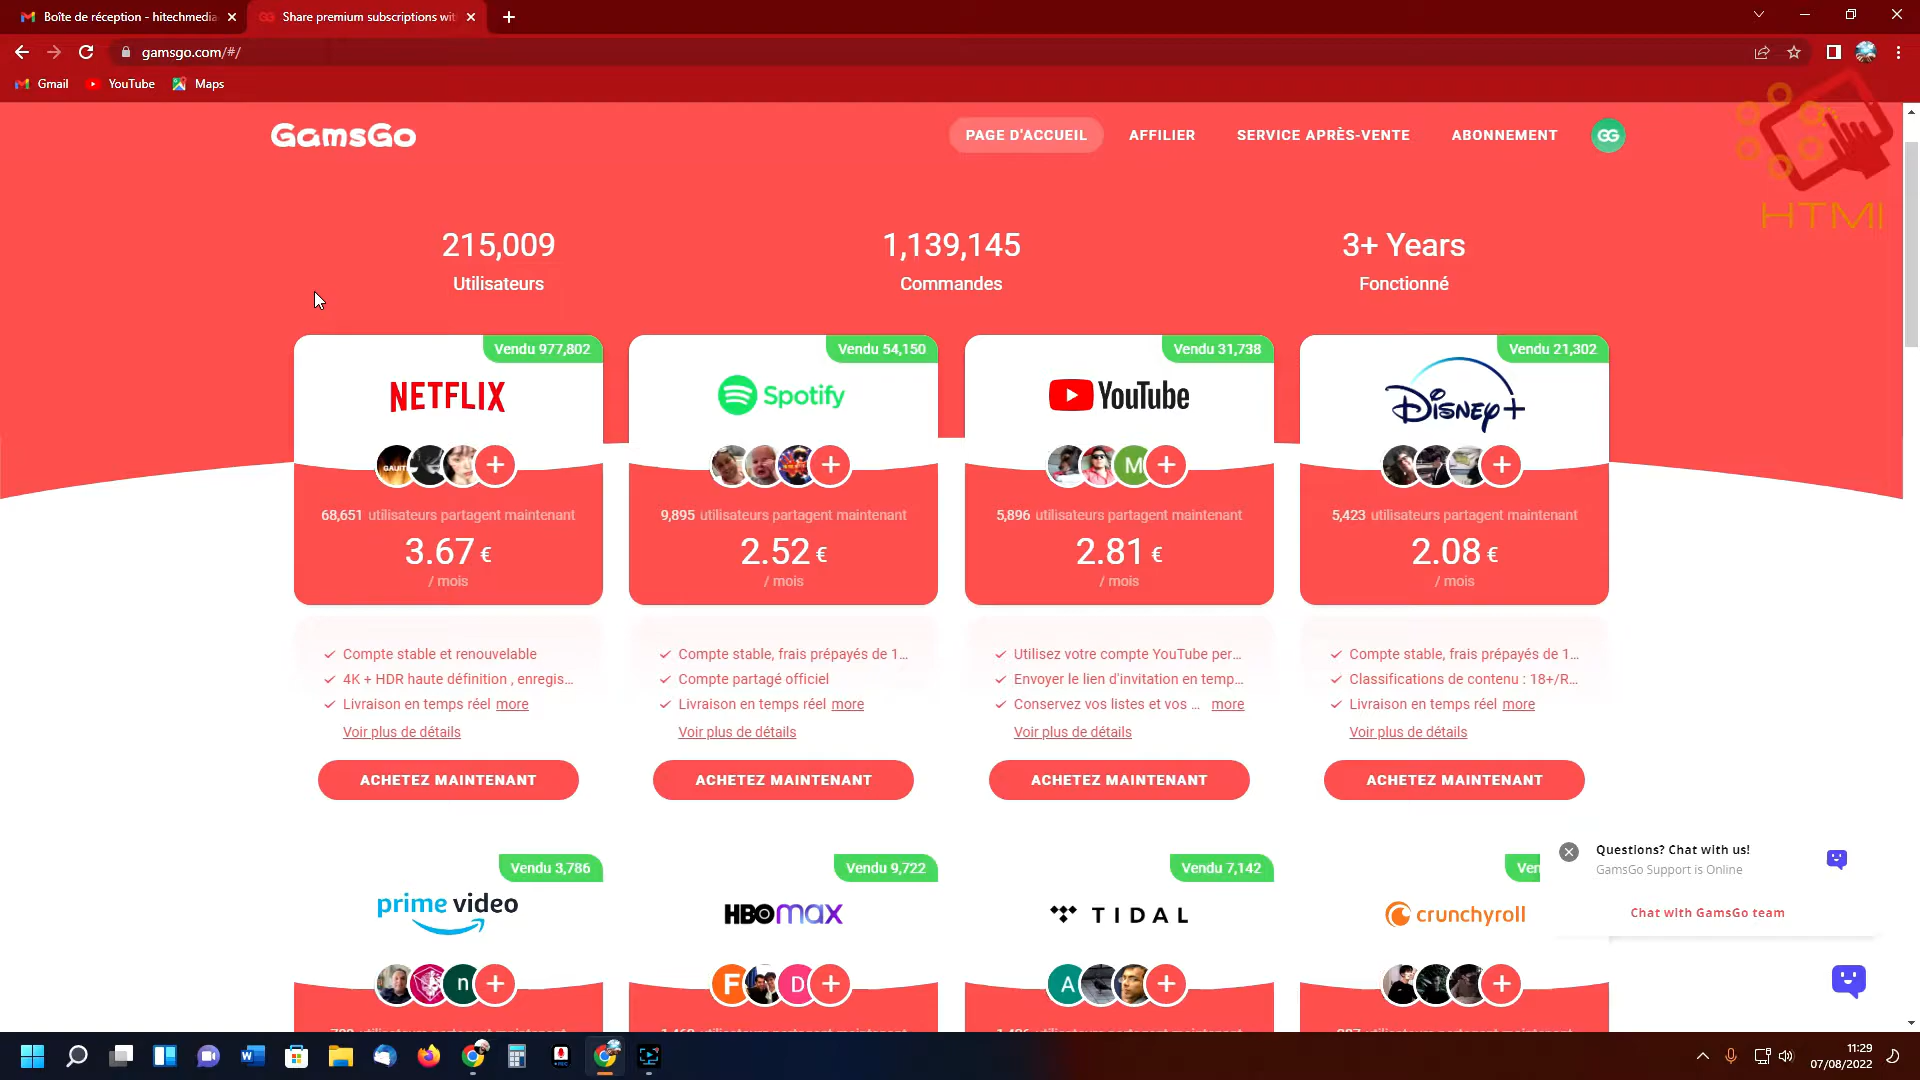 Boîte de réception - hitechmedia
Share premium subscriptions wit
gamsgo.com/#/
Gmail
YouTube
Maps
GamsGo
PAGE D'ACCUEIL
AFFILIER
SERVICE APRÈS-VENTE
ABONNEMENT
GG
HTMI
215,009
Utilisateurs
1,139,145
Commandes
3+ Years
Fonctionné
Vendu 977,802
NETFLIX
GAUIT
68,651 utilisateurs partagent maintenant
3.67 €
/ mois
Compte stable et renouvelable
4K + HDR haute définition , enregis...
Livraison en temps réel more
Voir plus de détails
ACHETEZ MAINTENANT
Vendu 54,150
Spotify
9,895 utilisateurs partagent maintenant
2.52 €
/ mois
Compte stable, frais prépayés de 1...
Compte partagé officiel
Livraison en temps réel more
Voir plus de détails
ACHETEZ MAINTENANT
Vendu 31,738
YouTube
M
5,896 utilisateurs partagent maintenant
2.81 €
/ mois
Utilisez votre compte YouTube per...
Envoyer le lien d'invitation en temp...
Conservez vos listes et vos ... more
Voir plus de détails
ACHETEZ MAINTENANT
Vendu 21,302
Disney+
5,423 utilisateurs partagent maintenant
2.08 €
/ mois
Compte stable, frais prépayés de 1...
Classifications de contenu : 18+/R...
Livraison en temps réel more
Voir plus de détails
ACHETEZ MAINTENANT
Vendu 3,786
prime video
n
Vendu 9,722
HBOmax
F
D
Vendu 7,142
TIDAL
A
Ven
crunchyroll
Questions? Chat with us!
GamsGo Support is Online
Chat with GamsGo team
11:29
07/08/2022